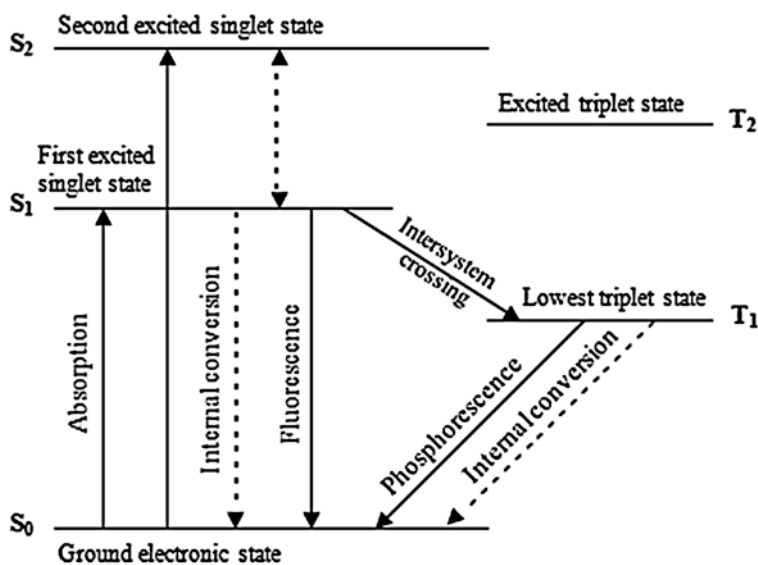 Second excited singlet state
S₂
Excited triplet state
T₂
First excited
singlet state
S₁
Intersystem
crossing
Lowest triplet state
T₁
Absorption
Internal conversion
Fluorescence
Phosphorescence
Internal conversion
S₀
Ground electronic state